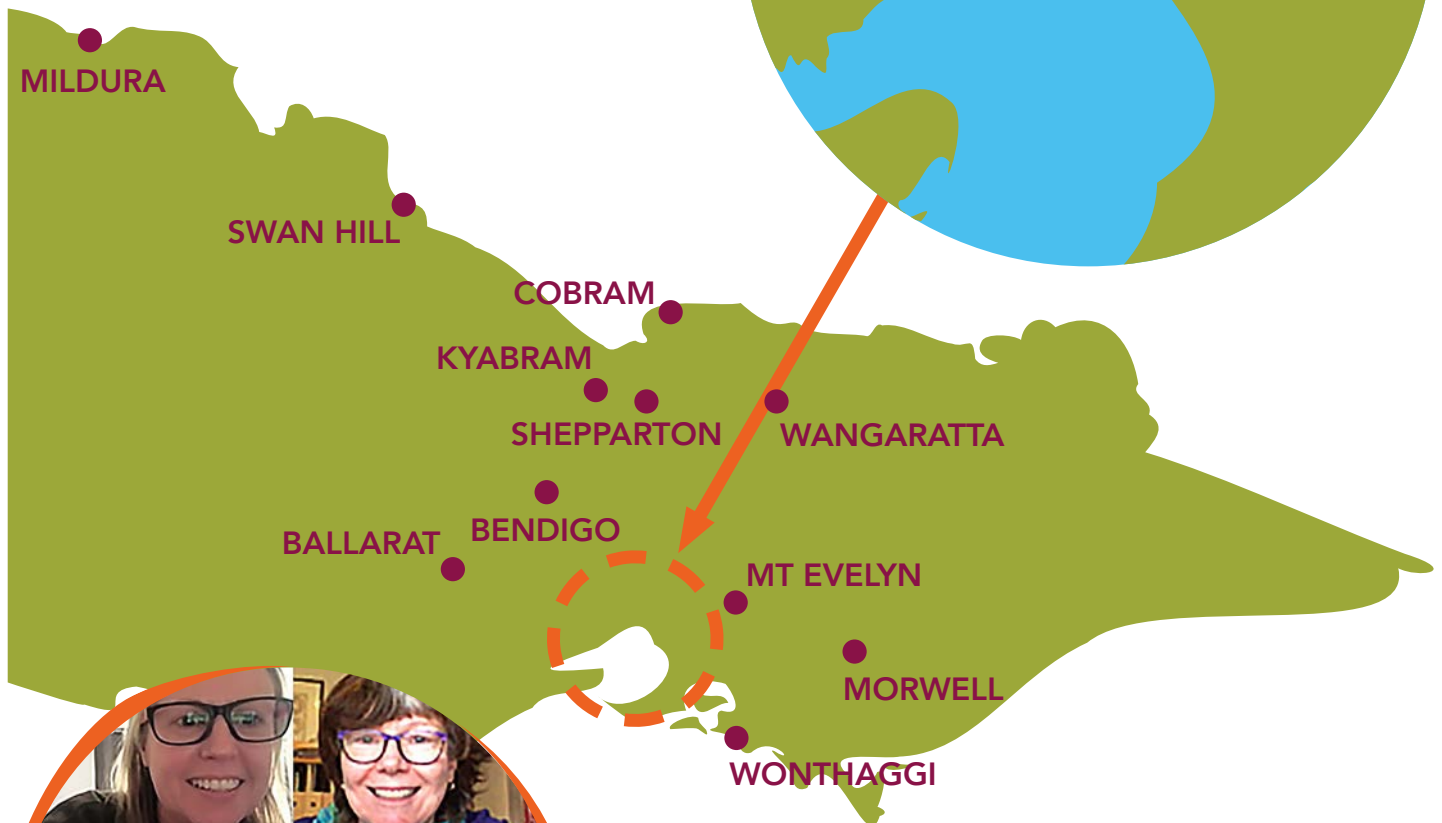 MILDURA
SWAN HILL
COBRAM
KYABRAM
SHEPPARTON
WANGARATTA
BENDIGO
BALLARAT
MT EVELYN
MORWELL
WONTHAGGI